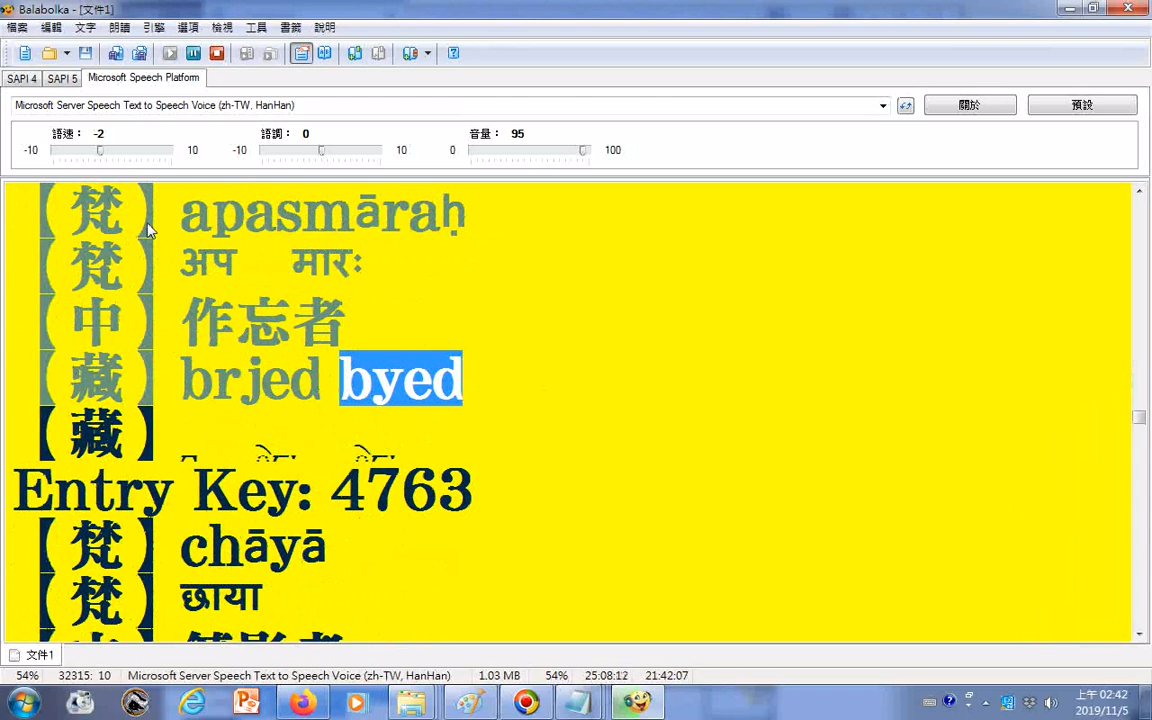 Balabolka - [文件1]
檔案 編輯 文字 朗讀 引擎 選項 檢視 工具 書籤 說明
SAPI 4 SAPI 5 Microsoft Speech Platform
Microsoft Server Speech Text to Speech Voice (zh-TW, HanHan) 關於 預設
語速： -2 語調： 0 音量： 95
-10 10 -10 10 0 100
【梵】 apasmāraḥ
【梵】 अप मारः
【中】 作忘者
【藏】 brjed byed
【藏】
Entry Key: 4763
【梵】 chāyā
【梵】 छाया
文件1
54% 32315: 10 Microsoft Server Speech Text to Speech Voice (zh-TW, HanHan) 1.03 MB 54% 25:08:12 21:42:07
上午 02:42
2019/11/5